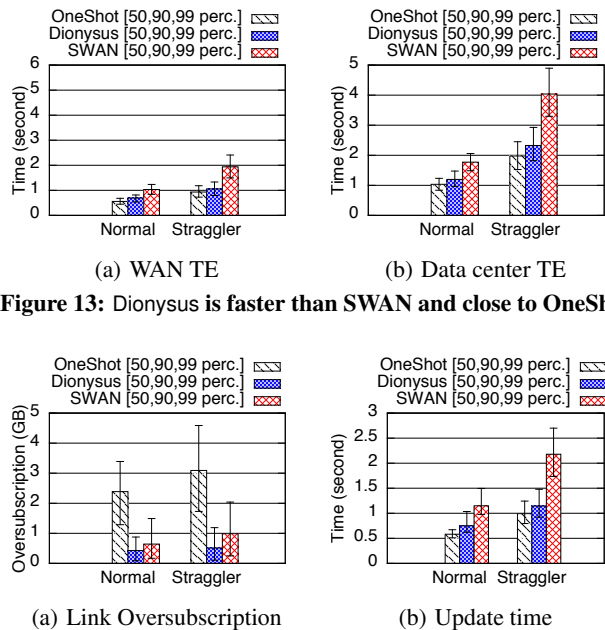 OneShot [50,90,99 perc.]
Dionysus [50,90,99 perc.]
SWAN [50,90,99 perc.]
Time (second)
6
5
4
3
2
1
0
Normal Straggler
(a) WAN TE
OneShot [50,90,99 perc.]
Dionysus [50,90,99 perc.]
SWAN [50,90,99 perc.]
Time (second)
5
4
3
2
1
0
Normal Straggler
(b) Data center TE
Figure 13: Dionysus is faster than SWAN and close to OneSh
OneShot [50,90,99 perc.]
Dionysus [50,90,99 perc.]
SWAN [50,90,99 perc.]
Oversubscription (GB)
5
4
3
2
1
0
Normal Straggler
(a) Link Oversubscription
OneShot [50,90,99 perc.]
Dionysus [50,90,99 perc.]
SWAN [50,90,99 perc.]
Time (second)
3
2.5
2
1.5
1
0.5
0
Normal Straggler
(b) Update time